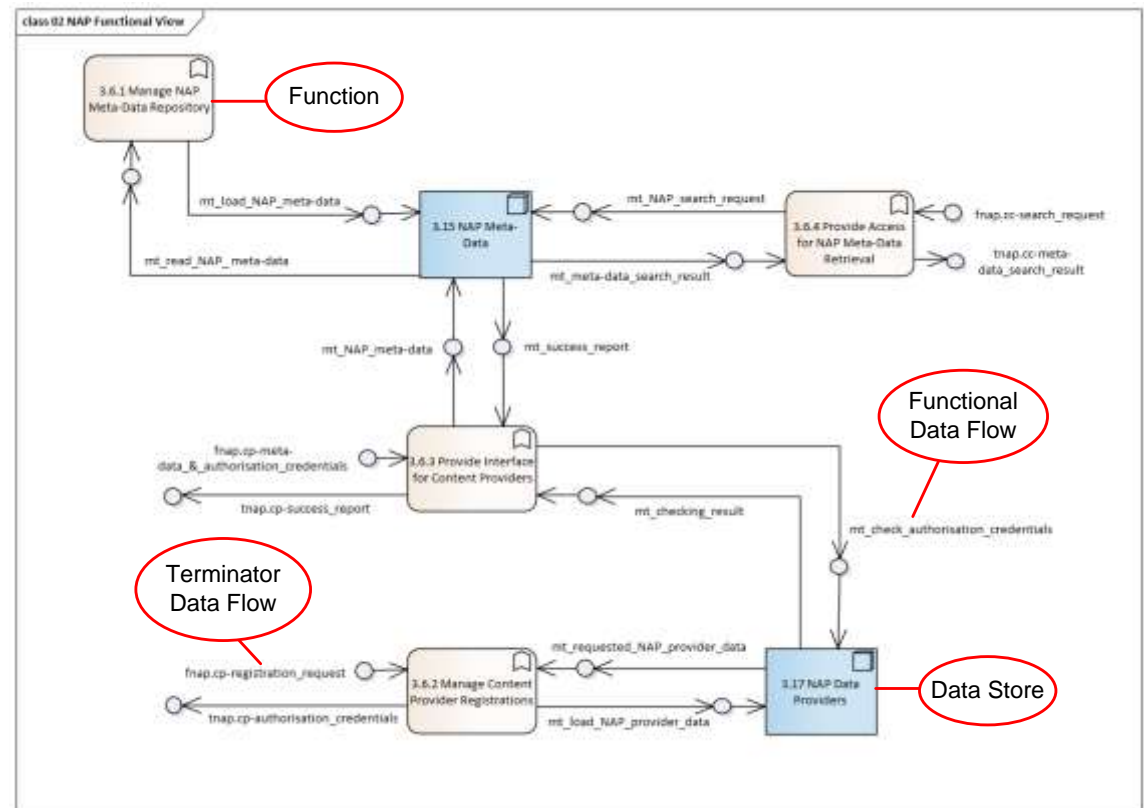 class 02 NAP Functional View
3.6.1 Manage NAP
Meta-Data Repository
Function
mt_load_NAP_meta-data
mt_read_NAP_ meta-data
3.15 NAP Meta-
Data
mt_NAP_search_request
mt_meta-data_search_result
3.6.4 Provide Access
for NAP Meta-Data
Retrieval
fnap.cc-search_request
tnap.cc-meta-
data_search_result
mt_NAP_meta-data
mt_success_report
Functional
Data Flow
fnap.cp-meta-
data_&_authorisation_credentials
tnap.cp-success_report
3.6.3 Provide Interface
for Content Providers
mt_checking_result
mt_check_authorisation_credentials
Terminator
Data Flow
fnap.cp-registration_request
tnap.cp-authorisation_credentials
3.6.2 Manage Content
Provider Registrations
mt_requested_NAP_provider_data
mt_load_NAP_provider_data
3.17 NAP Data
Providers
Data Store